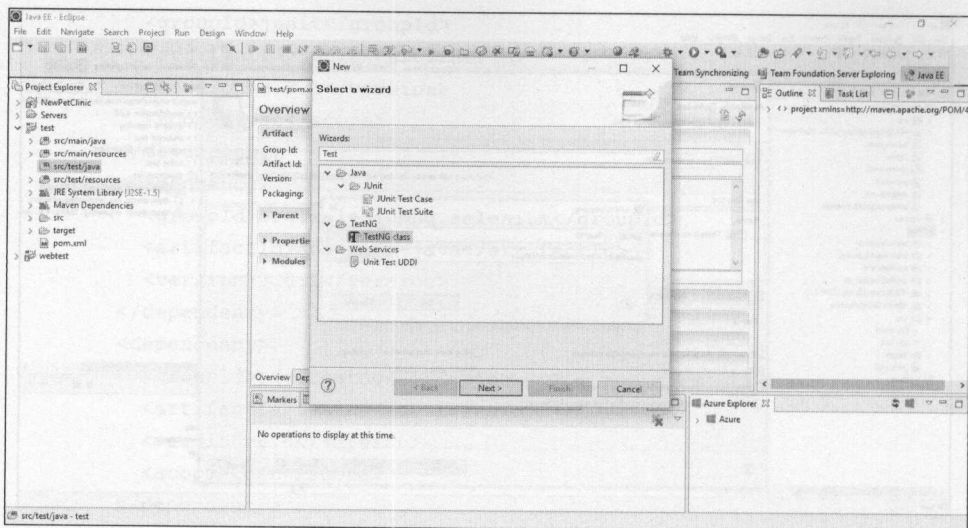 Java EE - Eclipse
File Edit Navigate Search Project Run Design Window Help
Team Synchronizing
Team Foundation Server Exploring
Java EE
Project Explorer
NewPetClinic
Servers
test
src/main/java
src/main/resources
src/test/java
src/test/resources
JRE System Library [J2SE-1.5]
Maven Dependencies
src
target
pom.xml
webtest
test/pom.x
Overview
Artifact
Group Id:
Artifact Id:
Version:
Packaging:
Parent
Propertie
Modules
Overview Dep
New
Select a wizard
Wizards:
Test
Java
JUnit
JUnit Test Case
JUnit Test Suite
TestNG
TestNG class
Web Services
Unit Test UDDI
< Back
Next >
Finish
Cancel
Outline
Task List
project xmlns=http://maven.apache.org/POM/4
Markers
No operations to display at this time.
Azure Explorer
Azure
src/test/java - test